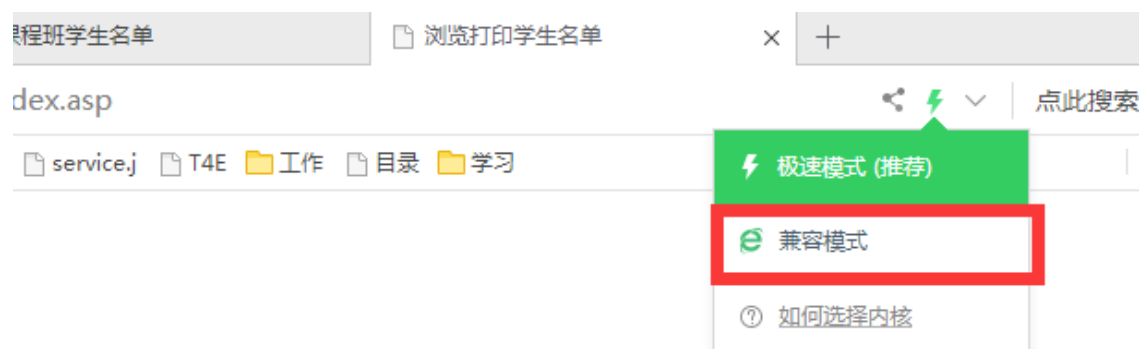 课程班学生名单 浏览打印学生名单
dex.asp 点此搜索
service.j T4E 工作 目录 学习
极速模式 (推荐)
兼容模式
如何选择内核